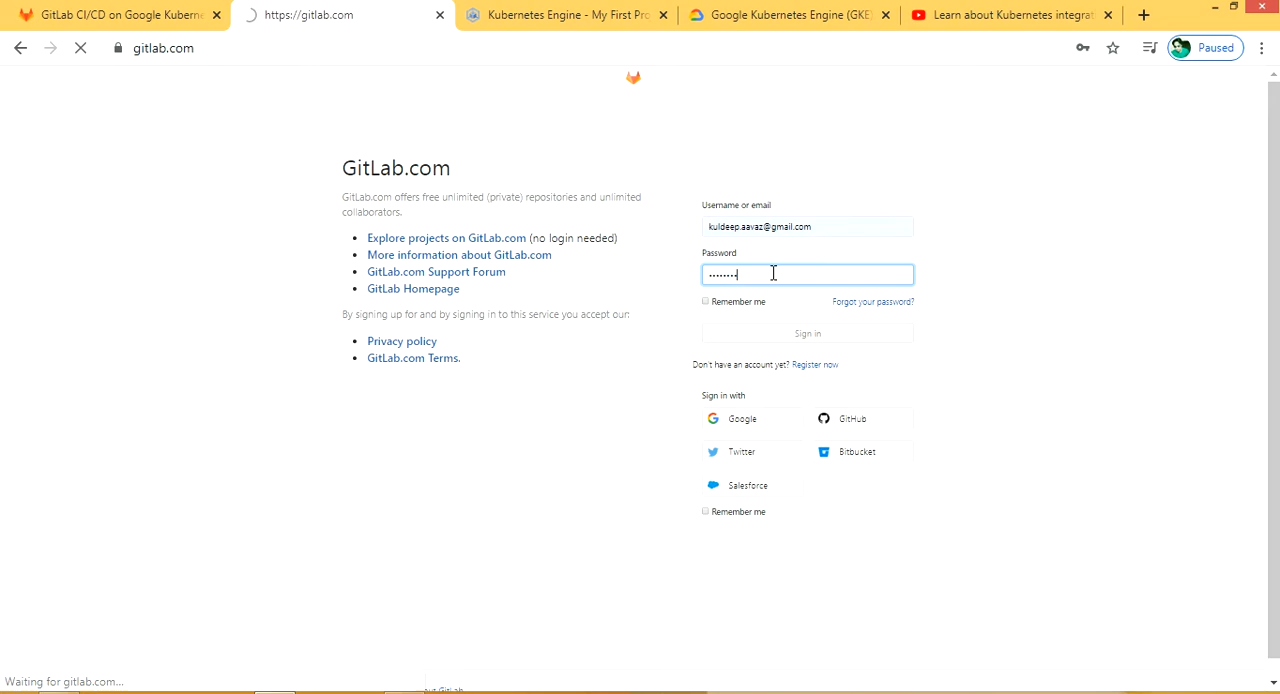 GitLab CI/CD on Google Kuberne
https://gitlab.com
Kubernetes Engine - My First Pro
Google Kubernetes Engine (GKE)
Learn about Kubernetes integrat
gitlab.com
Paused
GitLab.com
GitLab.com offers free unlimited (private) repositories and unlimited
collaborators.
Explore projects on GitLab.com (no login needed)
More information about GitLab.com
GitLab.com Support Forum
GitLab Homepage
By signing up for and by signing in to this service you accept our:
Privacy policy
GitLab.com Terms.
Username or email
kuldeep.aavaz@gmail.com
Password
Remember me
Forgot your password?
Sign in
Don't have an account yet? Register now
Sign in with
Google
GitHub
Twitter
Bitbucket
Salesforce
Remember me
Waiting for gitlab.com...
out GitLab